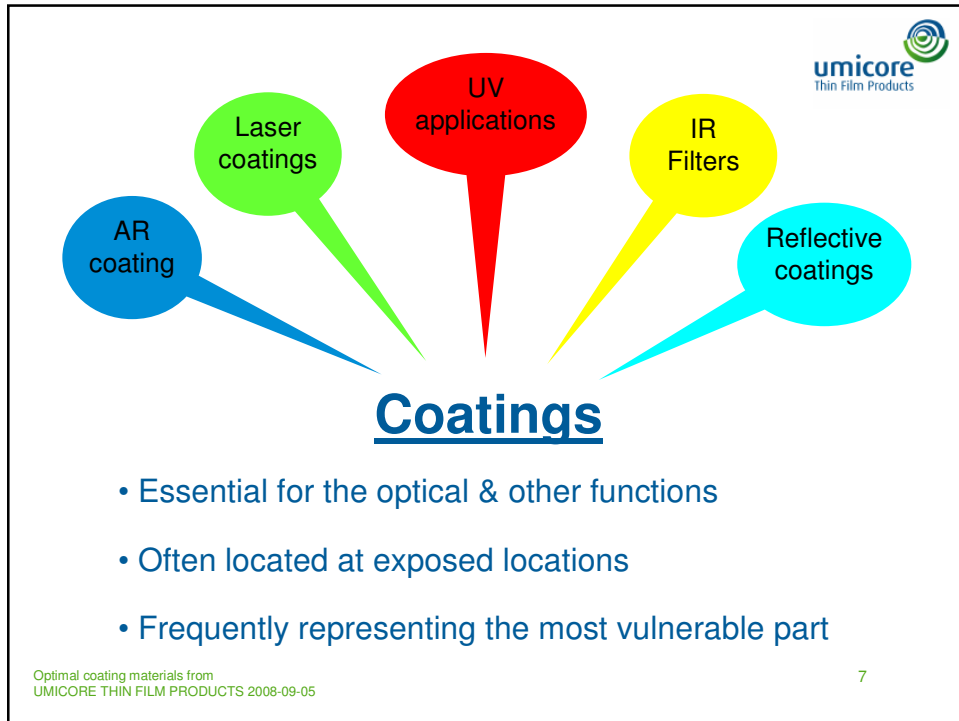 umicore
Thin Film Products
UV
applications
Laser
coatings
IR
Filters
AR
coating
Reflective
coatings
Coatings
• Essential for the optical & other functions
• Often located at exposed locations
• Frequently representing the most vulnerable part
Optimal coating materials from
UMICORE THIN FILM PRODUCTS 2008-09-05
7